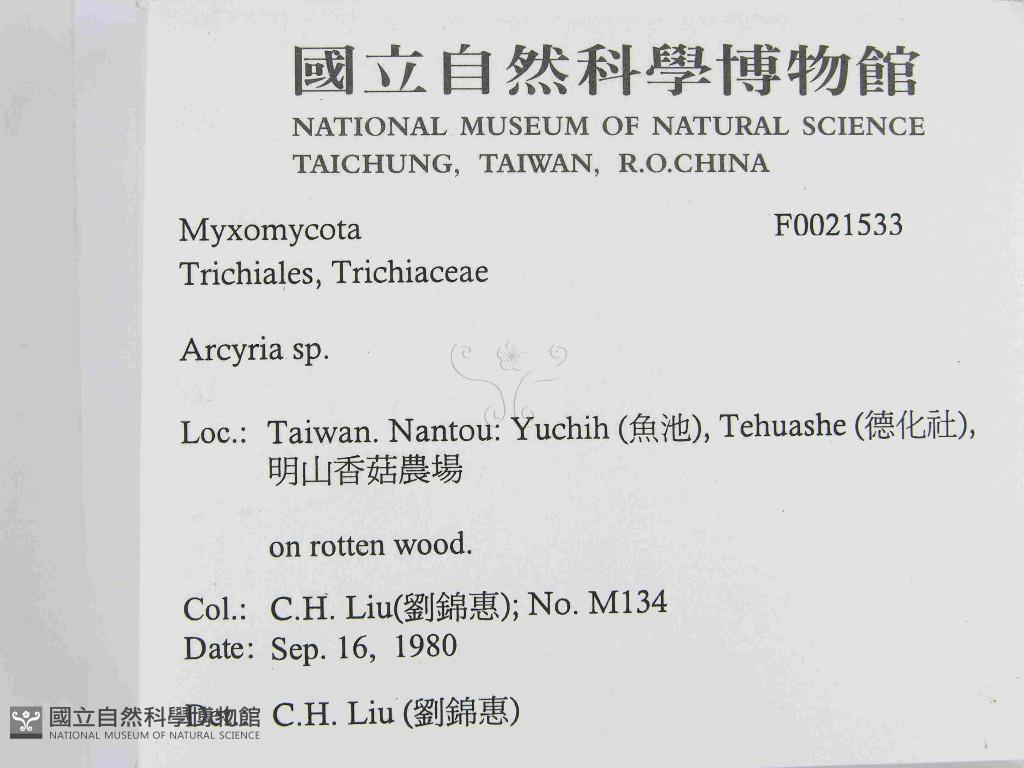 國立自然科學博物館
NATIONAL MUSEUM OF NATURAL SCIENCE
TAICHUNG, TAIWAN, R.O.CHINA
Myxomycota F0021533
Trichiales, Trichiaceae
Arcyria sp.
Loc.: Taiwan. Nantou: Yuchih (魚池), Tehuashe (德化社),
明山香菇農場
on rotten wood.
Col.: C.H. Liu(劉錦惠); No. M134
Date: Sep. 16, 1980
C.H. Liu (劉錦惠)
國立自然科學博物館
NATIONAL MUSEUM OF NATURAL SCIENCE